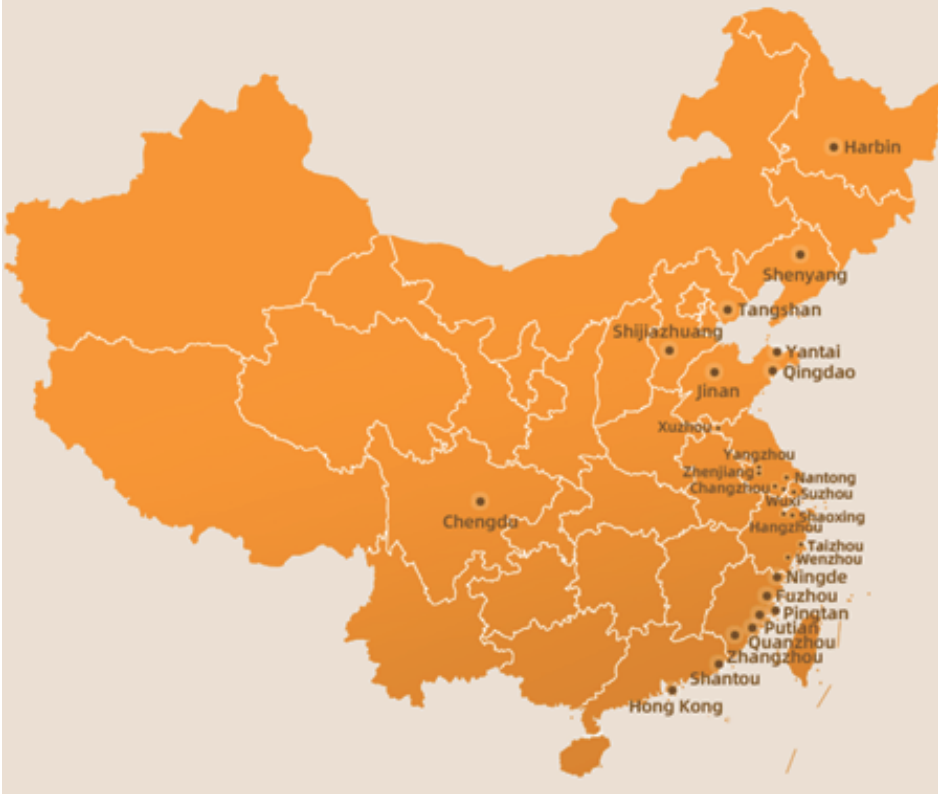 Harbin
Shenyang
Tangshan
Shijiazhuang
Yantai
Qingdao
Jinan
Xuzhou
Yangzhou
Zhenjiang
Nantong
Changzhou
Suzhou
Wuxi
Shaoxing
Hangzhou
Chengdu
Taizhou
Wenzhou
Ningde
Fuzhou
Pingtan
Putian
Quanzhou
Zhangzhou
Shantou
Hong Kong